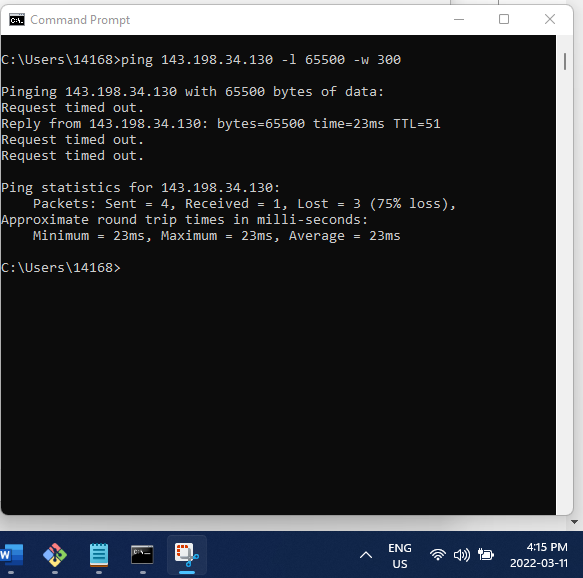 Command Prompt
C:\Users\14168>ping 143.198.34.130 -l 65500 -w 300
Pinging 143.198.34.130 with 65500 bytes of data:
Request timed out.
Reply from 143.198.34.130: bytes=65500 time=23ms TTL=51
Request timed out.
Request timed out.
Ping statistics for 143.198.34.130:
    Packets: Sent = 4, Received = 1, Lost = 3 (75% loss),
Approximate round trip times in milli-seconds:
    Minimum = 23ms, Maximum = 23ms, Average = 23ms
C:\Users\14168>
W
ENG
US
4:15 PM
2022-03-11